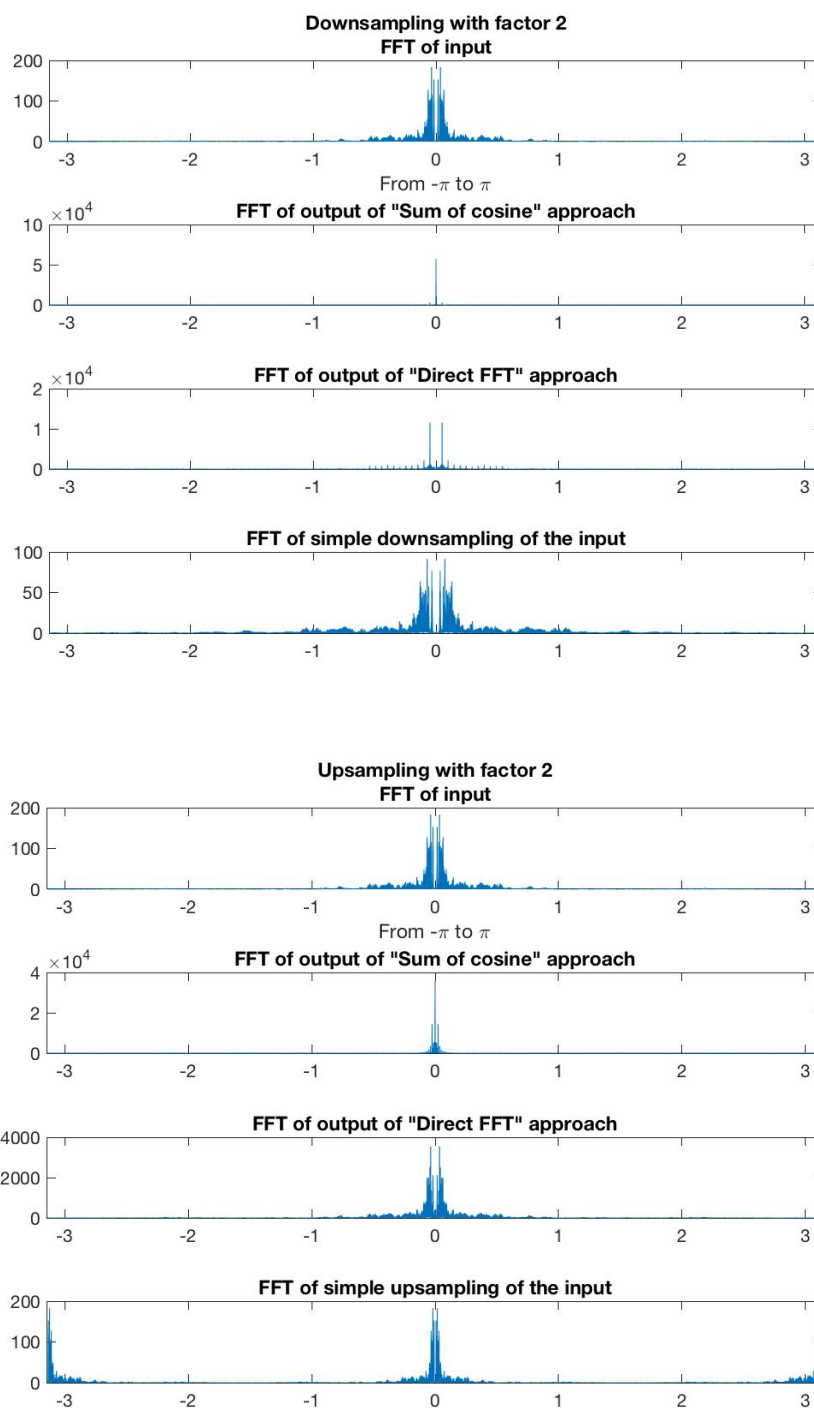 Downsampling with factor 2
FFT of input
200
100
0
-3 -2 -1 0 1 2 3
From -π to π
×10⁴
FFT of output of "Sum of cosine" approach
10
5
0
-3 -2 -1 0 1 2 3
×10⁴
FFT of output of "Direct FFT" approach
2
1
0
-3 -2 -1 0 1 2 3
FFT of simple downsampling of the input
100
50
0
-3 -2 -1 0 1 2 3
Upsampling with factor 2
FFT of input
200
100
0
-3 -2 -1 0 1 2 3
From -π to π
×10⁴
FFT of output of "Sum of cosine" approach
4
2
0
-3 -2 -1 0 1 2 3
FFT of output of "Direct FFT" approach
4000
2000
0
-3 -2 -1 0 1 2 3
FFT of simple upsampling of the input
200
100
0
-3 -2 -1 0 1 2 3